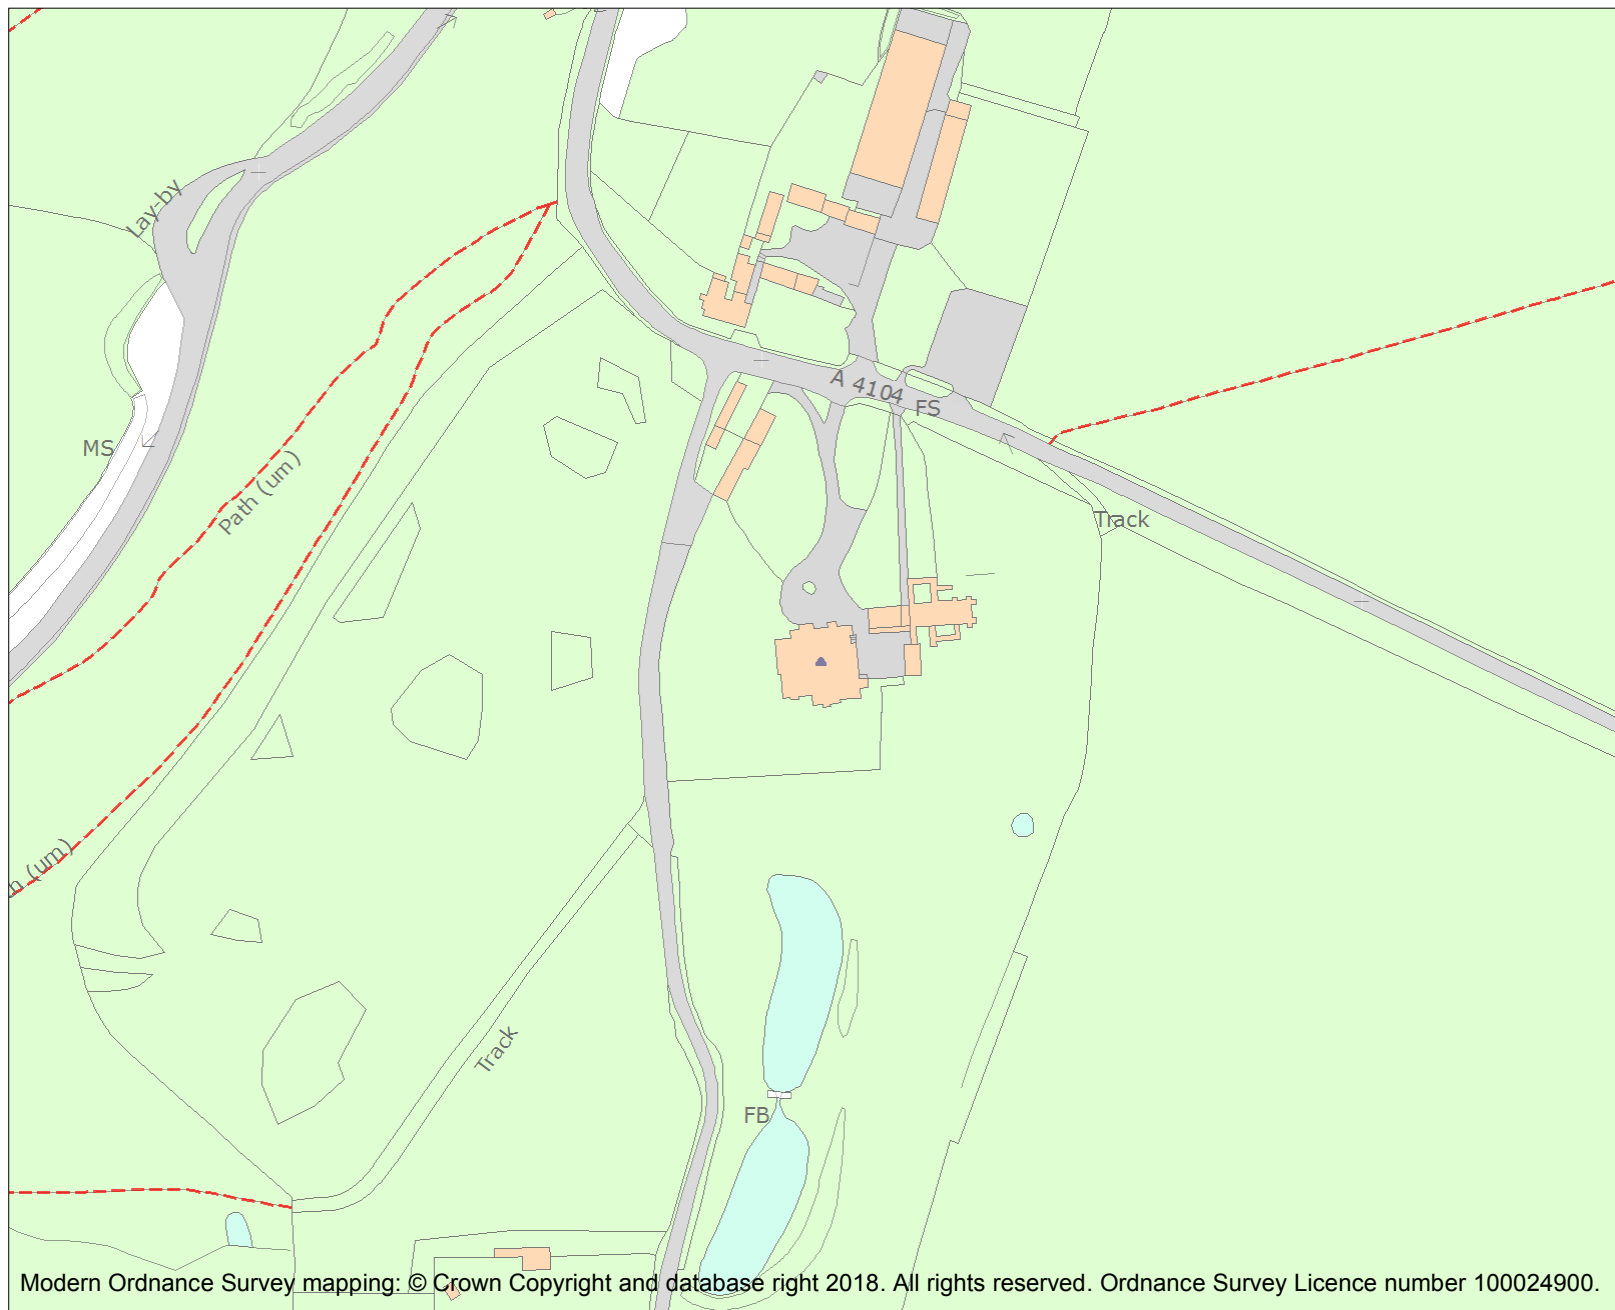 Lay-by
A 4104
FS
MS
Path (um)
Track
h (um)
Track
FB
Modern Ordnance Survey mapping: © Crown Copyright and database right 2018. All rights reserved. Ordnance Survey Licence number 100024900.